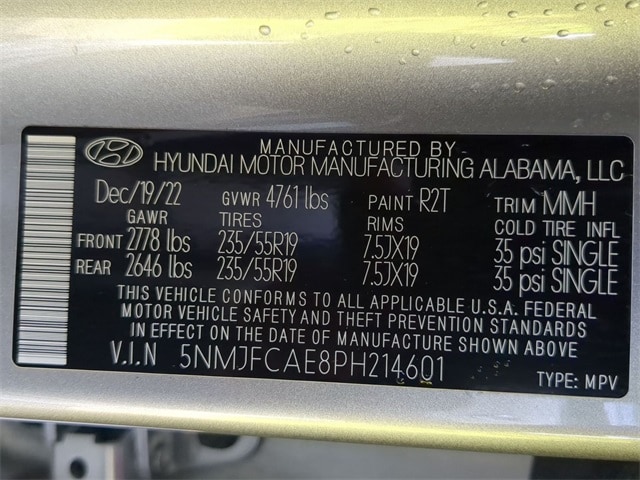 MANUFACTURED BY
HYUNDAI MOTOR MANUFACTURING ALABAMA, LLC
Dec/19/22 GVWR 4761 lbs PAINT R2T TRIM MMH
GAWR TIRES RIMS COLD TIRE INFL
FRONT 2778 lbs 235/55R19 7.5JX19 35 psi SINGLE
REAR 2646 lbs 235/55R19 7.5JX19 35 psi SINGLE
THIS VEHICLE CONFORMS TO ALL APPLICABLE U.S.A. FEDERAL
MOTOR VEHICLE SAFETY AND THEFT PREVENTION STANDARDS
IN EFFECT ON THE DATE OF MANUFACTURE SHOWN ABOVE
V.I.N 5NMJFCAE8PH214601
TYPE: MPV